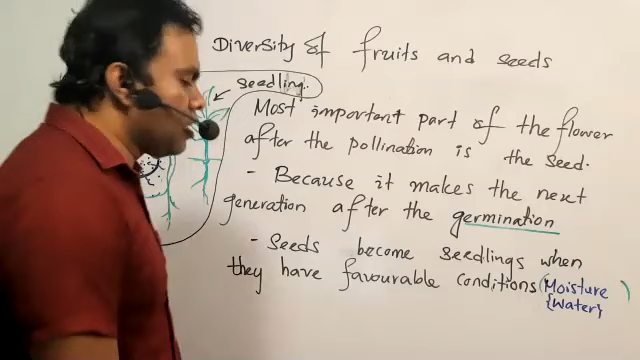 Diversity of fruits and seeds
seedling.
Most important part of the flower
after the pollination is the seed.
- Because it makes the next
generation after the germination
- Seeds become seedlings when
they have favourable conditions (Moisture )
{water}